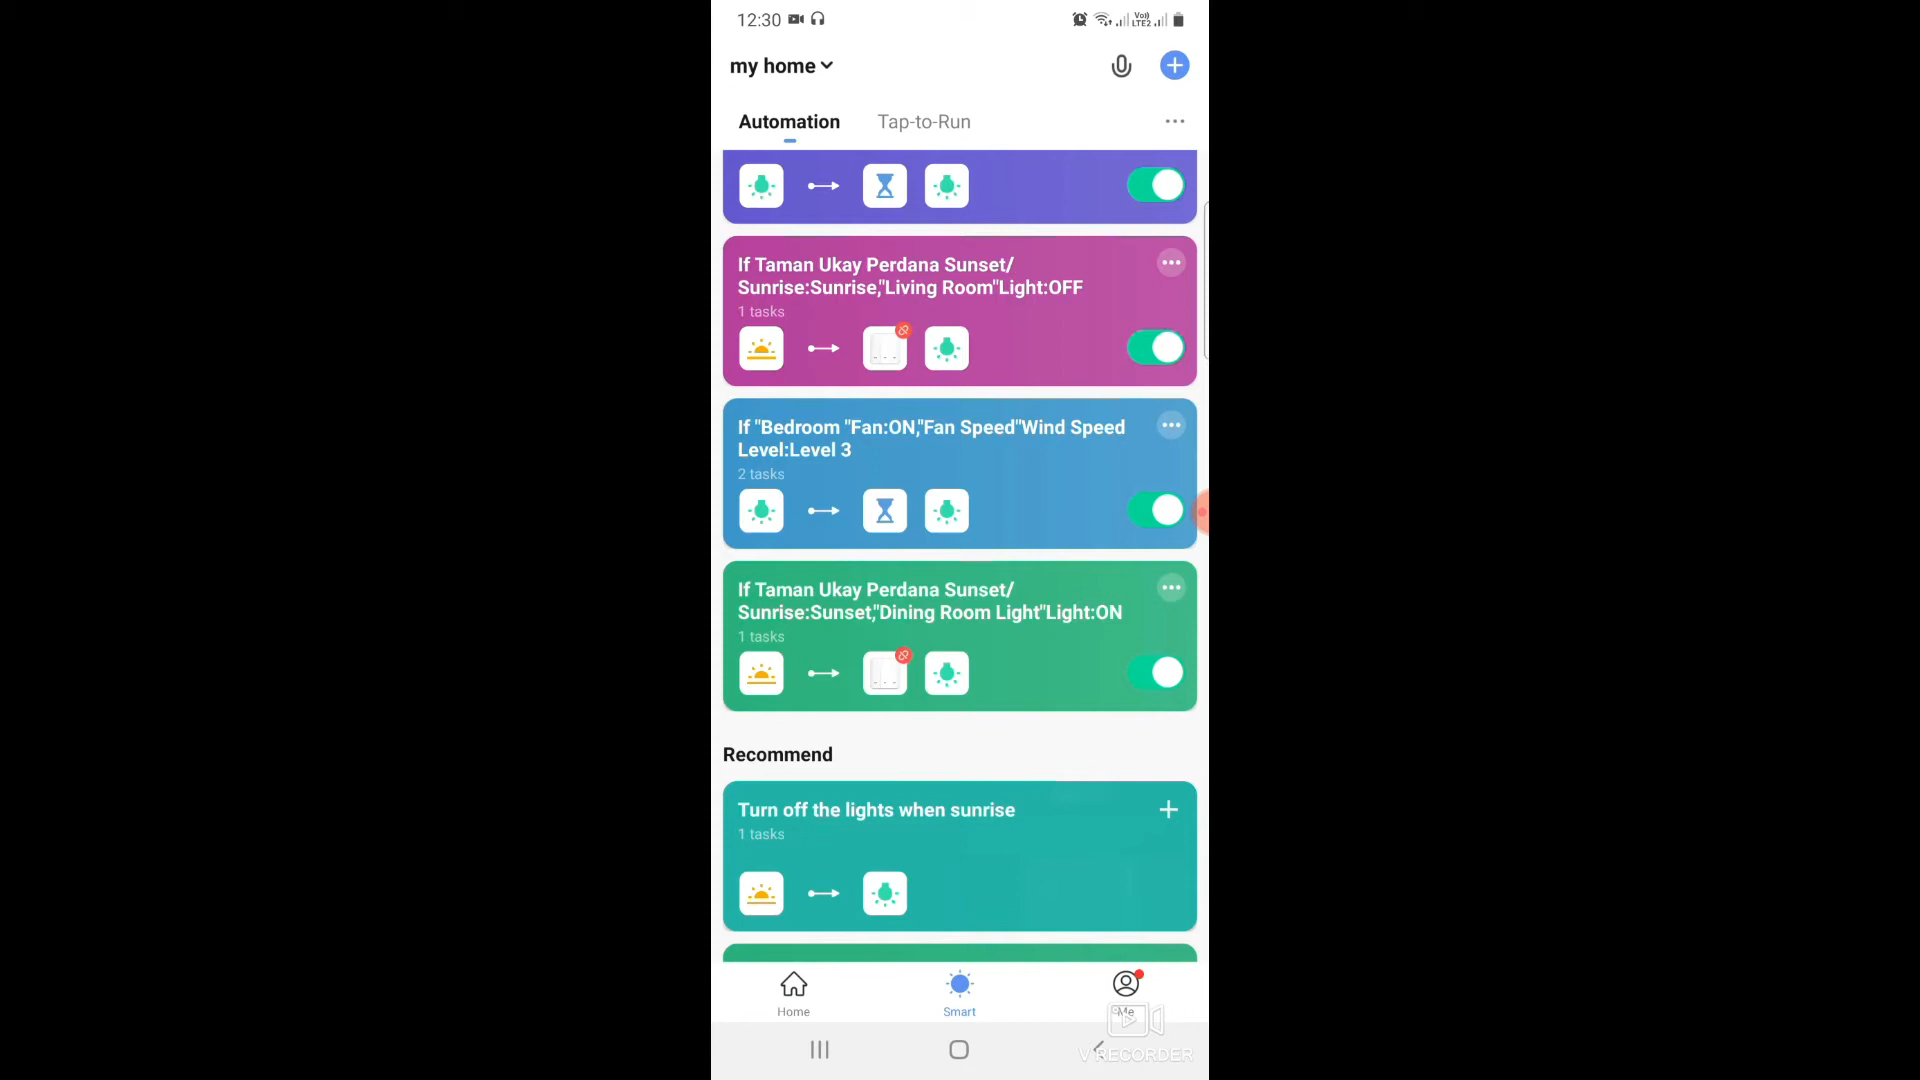 12:30
Vo))
LTE2
my home
Automation
Tap-to-Run
If Taman Ukay Perdana Sunset/
Sunrise:Sunrise,"Living Room"Light:OFF
1 tasks
If "Bedroom "Fan:ON,"Fan Speed"Wind Speed
Level:Level 3
2 tasks
If Taman Ukay Perdana Sunset/
Sunrise:Sunset,"Dining Room Light"Light:ON
1 tasks
Recommend
Turn off the lights when sunrise
1 tasks
Home
Smart
Me
V RECORDER